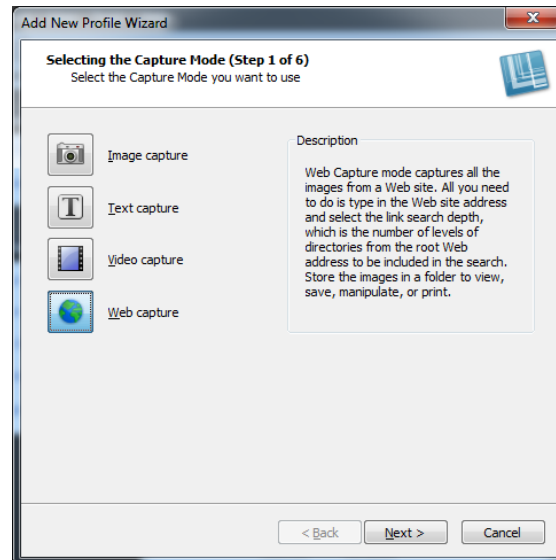 Add New Profile Wizard
Selecting the Capture Mode (Step 1 of 6)
Select the Capture Mode you want to use
Image capture
Text capture
Video capture
Web capture
Description
Web Capture mode captures all the
images from a Web site. All you need
to do is type in the Web site address
and select the link search depth,
which is the number of levels of
directories from the root Web
address to be included in the search.
Store the images in a folder to view,
save, manipulate, or print.
< Back
Next >
Cancel